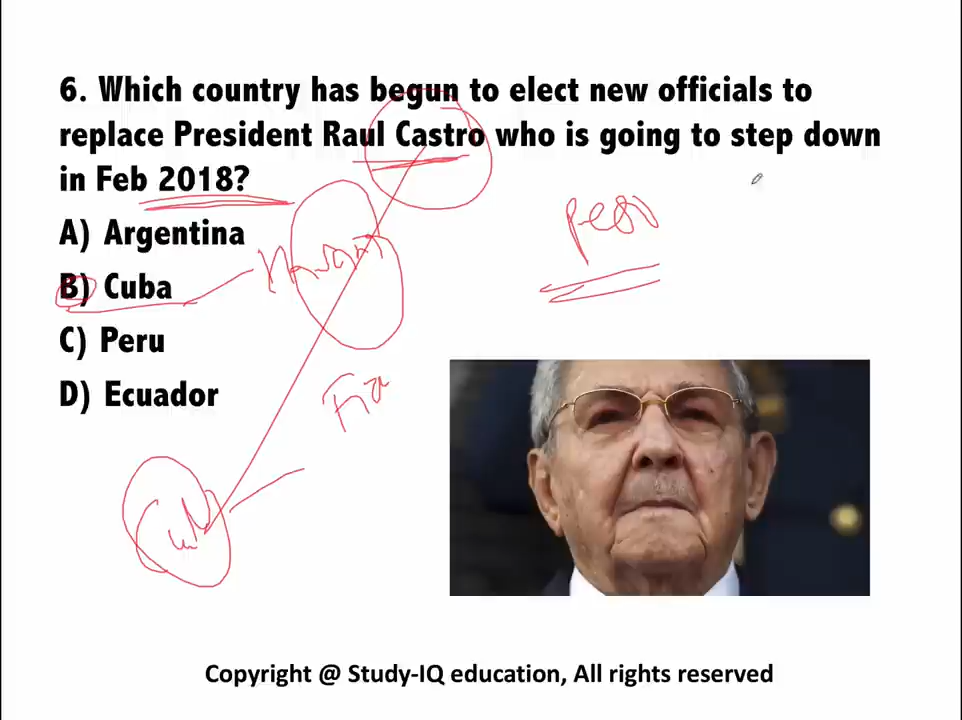 6. Which country has begun to elect new officials to
replace President Raul Castro who is going to step down
in Feb 2018?
A) Argentina
B) Cuba
C) Peru
D) Ecuador
Copyright @ Study-IQ education, All rights reserved